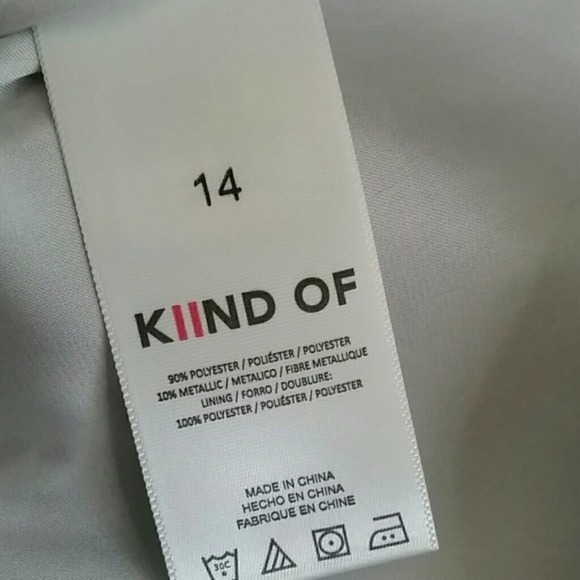 14
KIIND OF
90% POLYESTER / POLIÉSTER / POLYESTER
10% METALLIC / METALICO / FIBRE METALLIQUE
LINING / FORRO / DOUBLURE:
100% POLYESTER / POLIÉSTER / POLYESTER
MADE IN CHINA
HECHO EN CHINA
FABRIQUE EN CHINE
30C